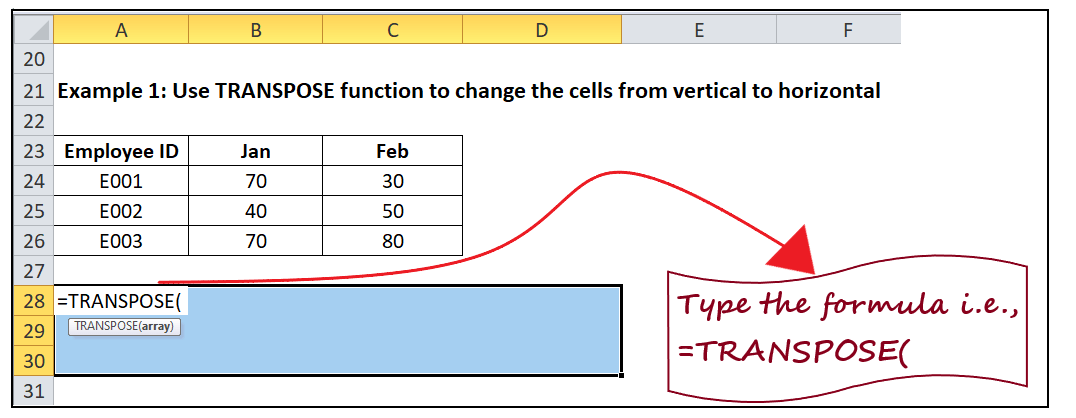 A B C D E F
20
21 Example 1: Use TRANSPOSE function to change the cells from vertical to horizontal
22
23 Employee ID Jan Feb
24 E001 70 30
25 E002 40 50
26 E003 70 80
27
28 =TRANSPOSE(
29 TRANSPOSE(array)
30
31
Type the formula i.e.,
=TRANSPOSE(